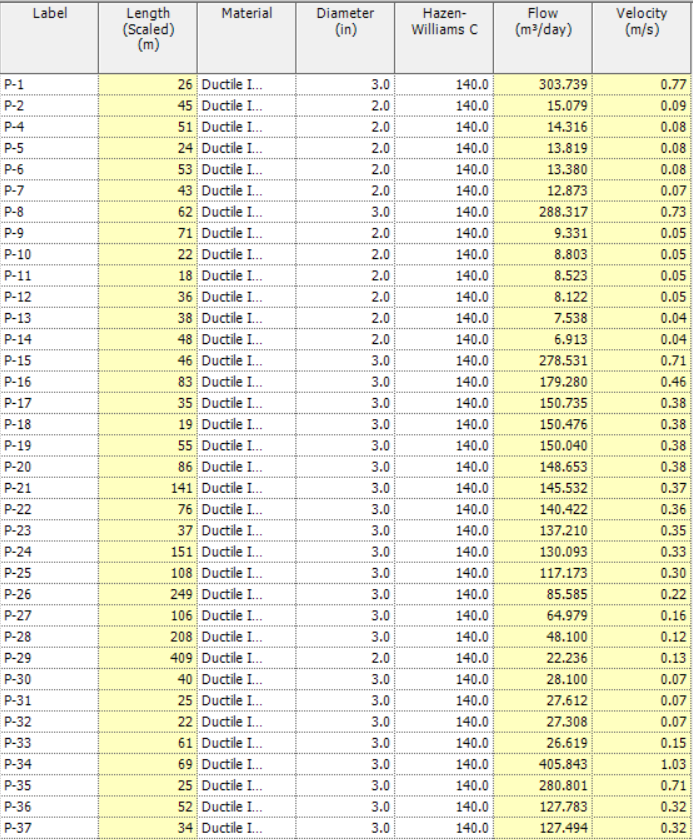 Label Length (Scaled) (m) Material Diameter (in) Hazen-Williams C Flow (m³/day) Velocity (m/s)
P-1 26 Ductile I... 3.0 140.0 303.739 0.77
P-2 45 Ductile I... 2.0 140.0 15.079 0.09
P-4 51 Ductile I... 2.0 140.0 14.316 0.08
P-5 24 Ductile I... 2.0 140.0 13.819 0.08
P-6 53 Ductile I... 2.0 140.0 13.380 0.08
P-7 43 Ductile I... 2.0 140.0 12.873 0.07
P-8 62 Ductile I... 3.0 140.0 288.317 0.73
P-9 71 Ductile I... 2.0 140.0 9.331 0.05
P-10 22 Ductile I... 2.0 140.0 8.803 0.05
P-11 18 Ductile I... 2.0 140.0 8.523 0.05
P-12 36 Ductile I... 2.0 140.0 8.122 0.05
P-13 38 Ductile I... 2.0 140.0 7.538 0.04
P-14 48 Ductile I... 2.0 140.0 6.913 0.04
P-15 46 Ductile I... 3.0 140.0 278.531 0.71
P-16 83 Ductile I... 3.0 140.0 179.280 0.46
P-17 35 Ductile I... 3.0 140.0 150.735 0.38
P-18 19 Ductile I... 3.0 140.0 150.476 0.38
P-19 55 Ductile I... 3.0 140.0 150.040 0.38
P-20 86 Ductile I... 3.0 140.0 148.653 0.38
P-21 141 Ductile I... 3.0 140.0 145.532 0.37
P-22 76 Ductile I... 3.0 140.0 140.422 0.36
P-23 37 Ductile I... 3.0 140.0 137.210 0.35
P-24 151 Ductile I... 3.0 140.0 130.093 0.33
P-25 108 Ductile I... 3.0 140.0 117.173 0.30
P-26 249 Ductile I... 3.0 140.0 85.585 0.22
P-27 106 Ductile I... 3.0 140.0 64.979 0.16
P-28 208 Ductile I... 3.0 140.0 48.100 0.12
P-29 409 Ductile I... 2.0 140.0 22.236 0.13
P-30 40 Ductile I... 3.0 140.0 28.100 0.07
P-31 25 Ductile I... 3.0 140.0 27.612 0.07
P-32 22 Ductile I... 3.0 140.0 27.308 0.07
P-33 61 Ductile I... 3.0 140.0 26.619 0.15
P-34 69 Ductile I... 3.0 140.0 405.843 1.03
P-35 25 Ductile I... 3.0 140.0 280.801 0.71
P-36 52 Ductile I... 3.0 140.0 127.783 0.32
P-37 34 Ductile I... 3.0 140.0 127.494 0.32